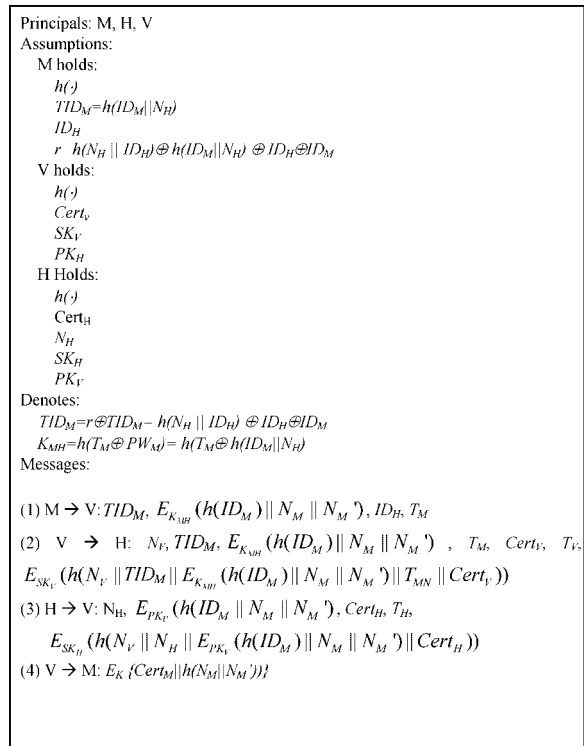 Principals: M, H, V
Assumptions:
M holds:
h(·)
TID_M=h(ID_M||N_H)
ID_H
r h(N_H || ID_H)⊕h(ID_M||N_H) ⊕ID_H⊕ID_M
V holds:
h(·)
Cert_v
SK_V
PK_H
H Holds:
h(·)
Cert_H
N_H
SK_H
PK_V
Denotes:
TID_M=r⊕TID_M– h(N_H || ID_H) ⊕ID_H⊕ID_M
K_MH=h(T_M⊕PW_M)= h(T_M⊕h(ID_M||N_H)
Messages:
(1) M → V: TID_M, E_{K_MH}(h(ID_M) || N_M || N_M '), ID_H, T_M
(2) V → H: N_V, TID_M, E_{K_MH}(h(ID_M) || N_M || N_M ') , T_M, Cert_V, T_V,
E_{SK_V}(h(N_V || TID_M || E_{K_MH}(h(ID_M) || N_M || N_M ') || T_MN || Cert_V))
(3) H → V: N_H, E_{PK_V}(h(ID_M || N_M || N_M '), Cert_H, T_H,
E_{SK_H}(h(N_V || N_H || E_{PK_V}(h(ID_M) || N_M || N_M ') || Cert_H))
(4) V → M: E_K {Cert_M||h(N_M||N_M'))}